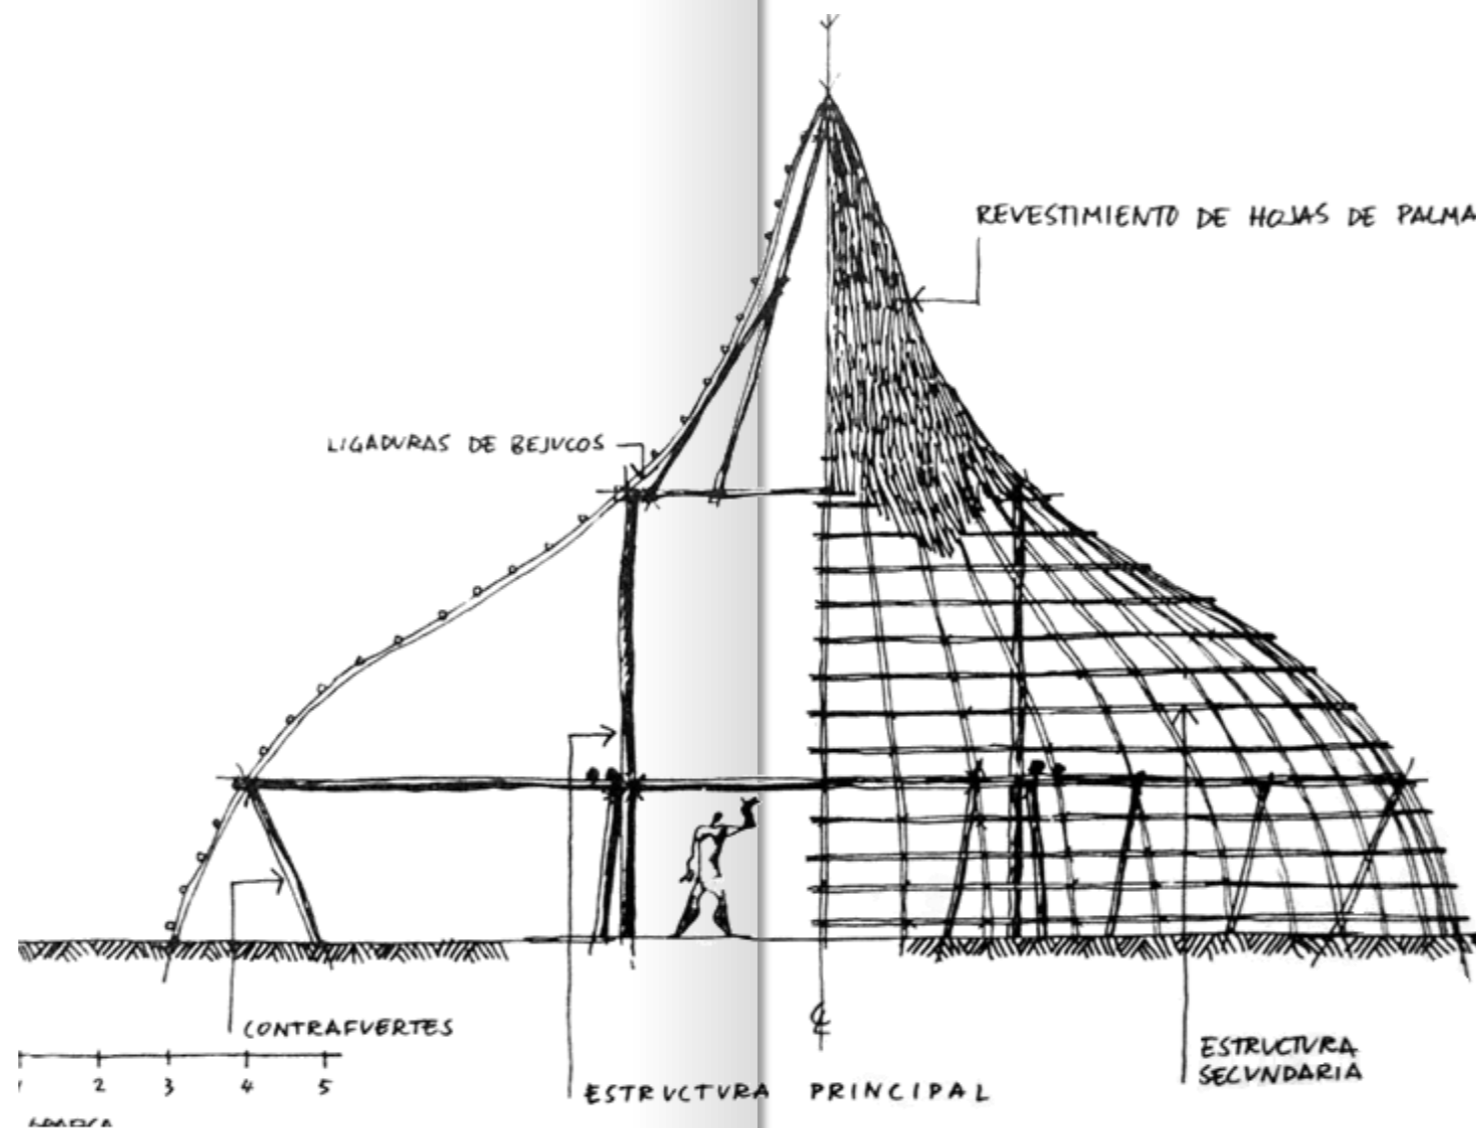 REVESTIMIENTO DE HOJAS DE PALMA
LIGADURAS DE BEJUCOS
CONTRAFUERTES
ESTRUCTURA PRINCIPAL
ESTRUCTURA
SECUNDARIA
2 3 4 5